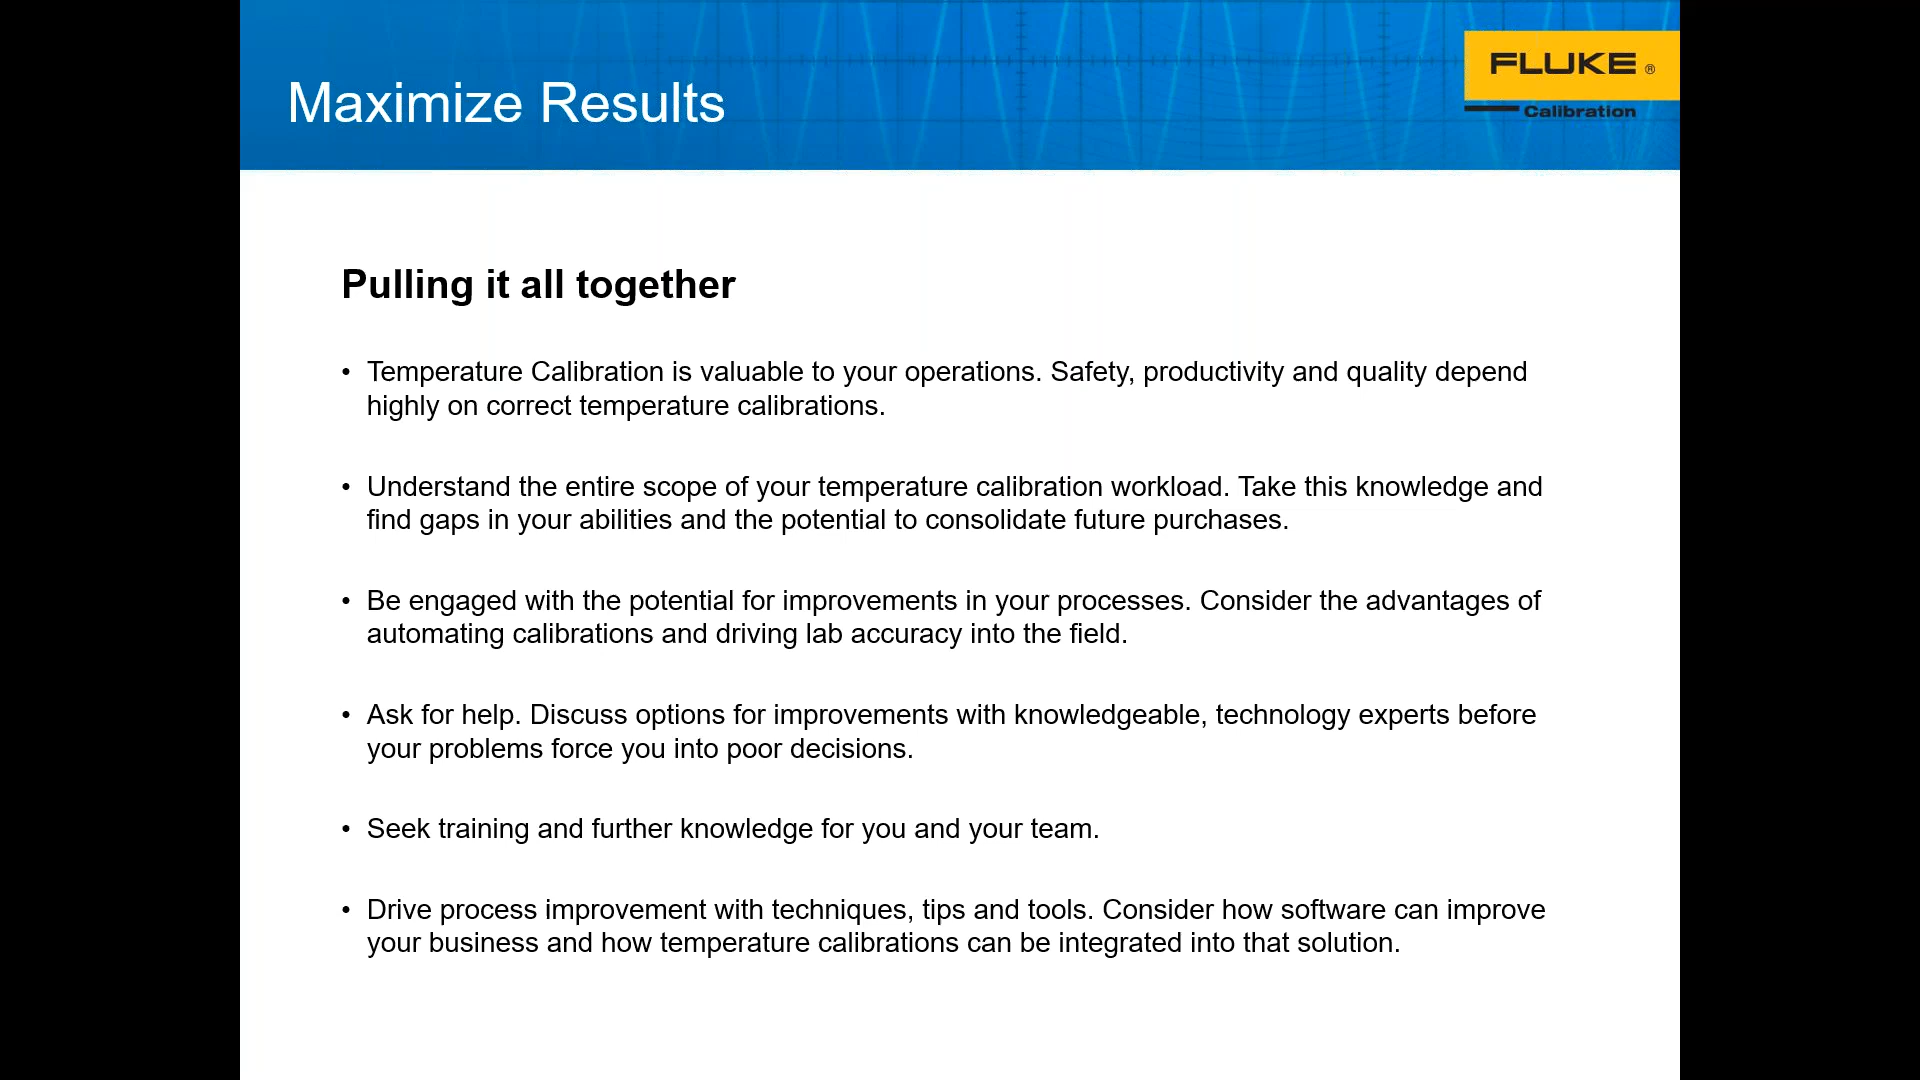 Maximize Results
FLUKE ®
Calibration
Pulling it all together
• Temperature Calibration is valuable to your operations. Safety, productivity and quality depend
highly on correct temperature calibrations.
• Understand the entire scope of your temperature calibration workload. Take this knowledge and
find gaps in your abilities and the potential to consolidate future purchases.
• Be engaged with the potential for improvements in your processes. Consider the advantages of
automating calibrations and driving lab accuracy into the field.
• Ask for help. Discuss options for improvements with knowledgeable, technology experts before
your problems force you into poor decisions.
• Seek training and further knowledge for you and your team.
• Drive process improvement with techniques, tips and tools. Consider how software can improve
your business and how temperature calibrations can be integrated into that solution.